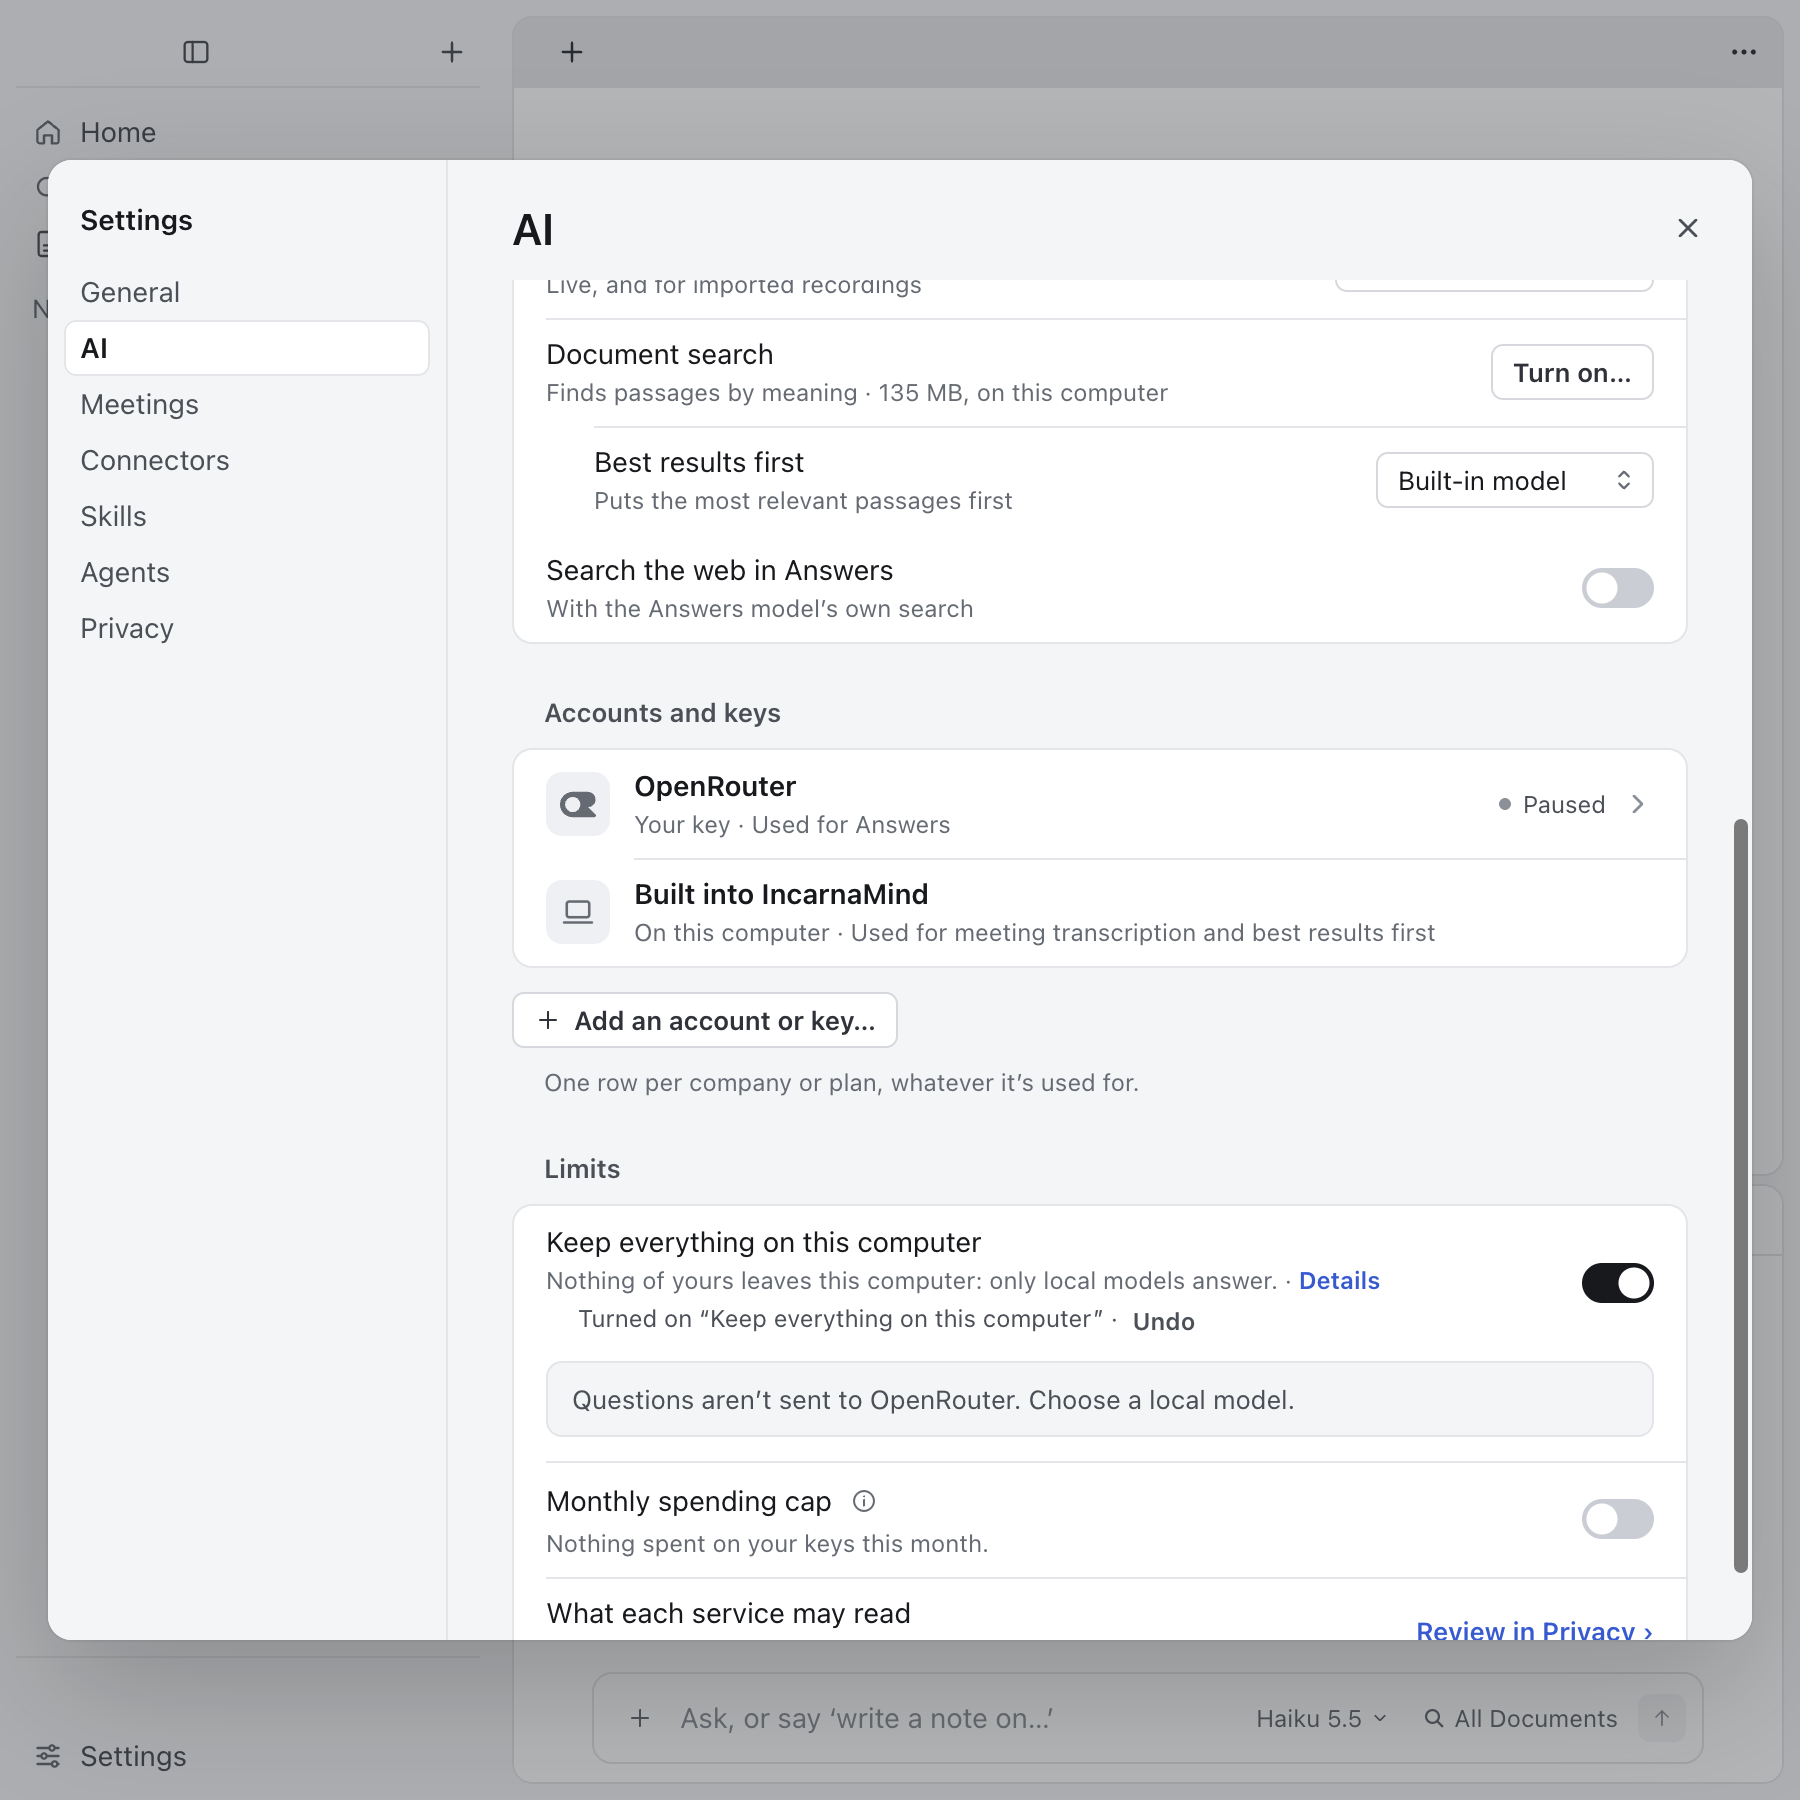 Home
N
Settings
General
AI
Meetings
Connectors
Skills
Agents
Privacy
AI
Live, and for imported recordings
Document search
Finds passages by meaning · 135 MB, on this computer
Turn on...
Best results first
Puts the most relevant passages first
Built-in model
Search the web in Answers
With the Answers model’s own search
Accounts and keys
OpenRouter
Your key · Used for Answers
Paused
Built into IncarnaMind
On this computer · Used for meeting transcription and best results first
Add an account or key...
One row per company or plan, whatever it’s used for.
Limits
Keep everything on this computer
Nothing of yours leaves this computer: only local models answer. · Details
Turned on “Keep everything on this computer” · Undo
Questions aren’t sent to OpenRouter. Choose a local model.
Monthly spending cap
Nothing spent on your keys this month.
What each service may read
Review in Privacy ›
Ask, or say ‘write a note on...’
Haiku 5.5
All Documents
Settings